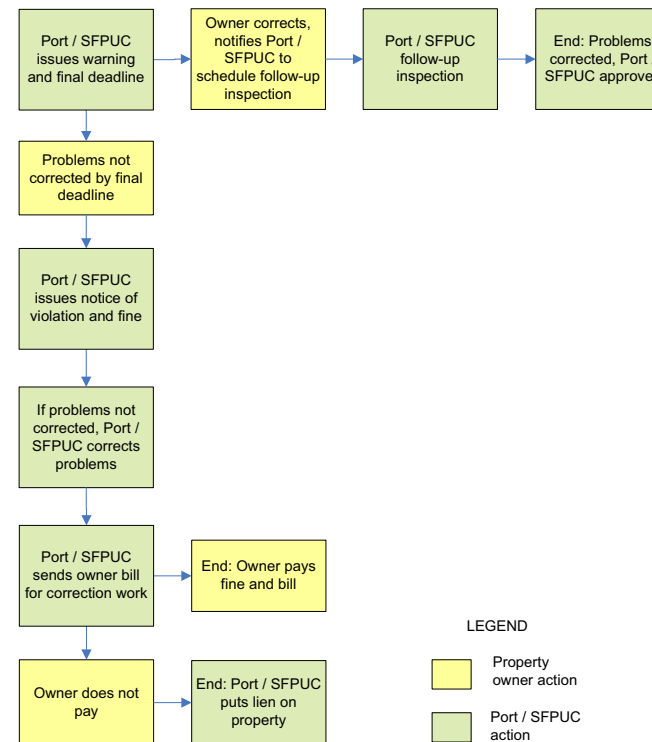 Port / SFPUC
issues warning
and final deadline
Owner corrects,
notifies Port /
SFPUC to
schedule follow-up
inspection
Port / SFPUC
follow-up
inspection
End: Problems
corrected, Port
SFPUC approve
Problems not
corrected by final
deadline
Port / SFPUC
issues notice of
violation and fine
If problems not
corrected, Port /
SFPUC corrects
problems
Port / SFPUC
sends owner bill
for correction work
End: Owner pays
fine and bill
Owner does not
pay
End: Port / SFPUC
puts lien on
property
LEGEND
Property
owner action
Port / SFPUC
action